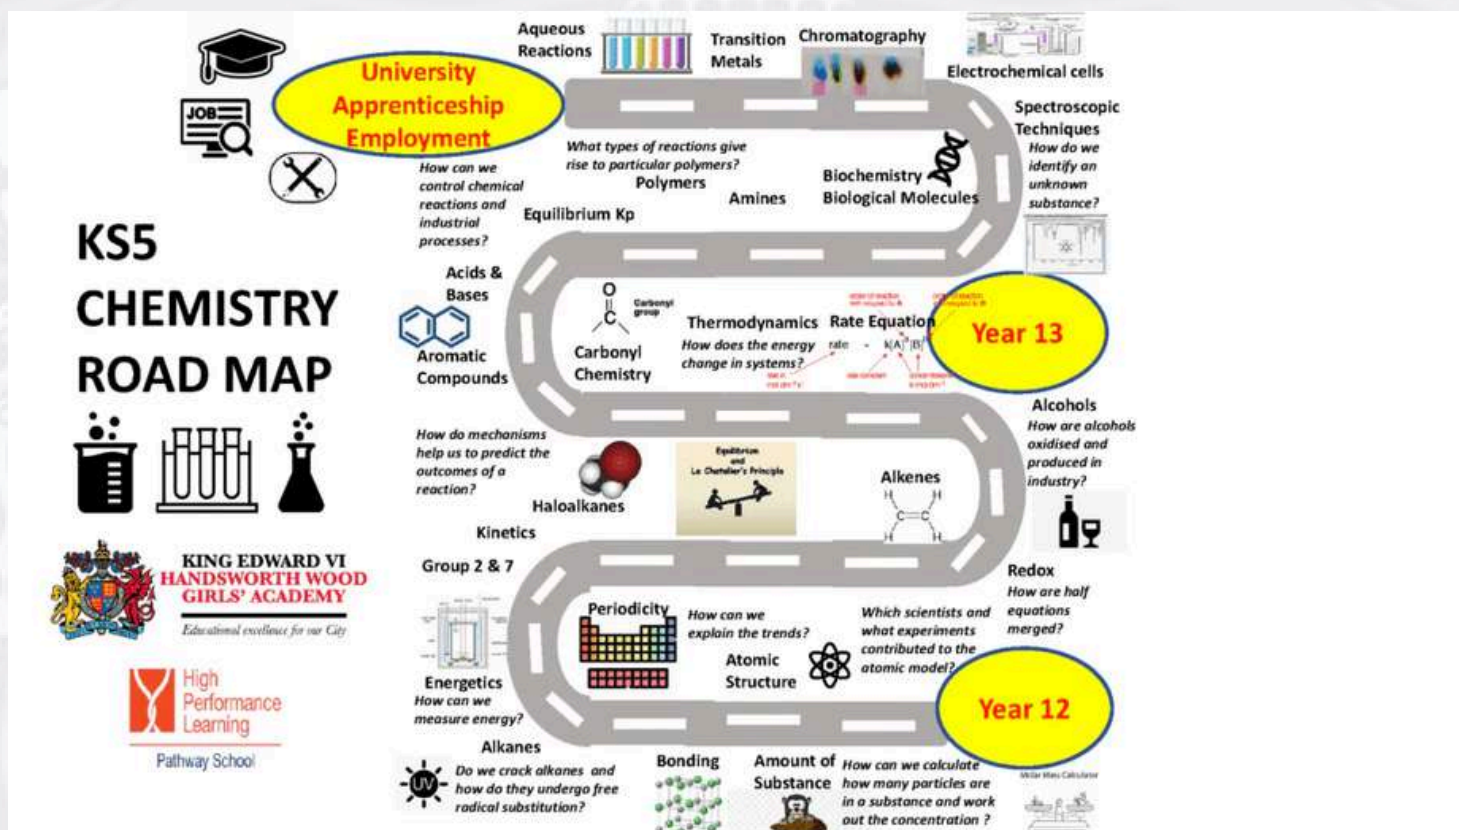 Aqueous
Reactions
Transition
Metals
Chromatography
Electrochemical cells
University
Apprenticeship
Employment
JOB
Spectroscopic
Techniques
How do we
identify an
unknown
substance?
What types of reactions give
rise to particular polymers?
Polymers
Amines
Biochemistry
Biological Molecules
How can we
control chemical
reactions and
industrial
processes?
Equilibrium Kp
KS5
CHEMISTRY
ROAD MAP
Acids &
Bases
Aromatic
Compounds
O
C
Carbonyl
group
Carbonyl
Chemistry
Thermodynamics
How does the energy
change in systems?
Rate Equation
rate = k[A] [B]
Year 13
Alcohols
How are alcohols
oxidised and
produced in
industry?
How do mechanisms
help us to predict the
outcomes of a
reaction?
Haloalkanes
Equilibrium
and
Le Chatelier's Principle
Alkenes
H H
C C
H H
Kinetics
Group 2 & 7
KING EDWARD VI
HANDSWORTH WOOD
GIRLS' ACADEMY
Educational excellence for our City
Redox
How are half
equations
merged?
Periodicity
How can we
explain the trends?
Atomic
Structure
Which scientists and
what experiments
contributed to the
atomic model?
Energetics
How can we
measure energy?
Year 12
High
Performance
Learning
Pathway School
Alkanes
UV
Do we crack alkanes and
how do they undergo free
radical substitution?
Bonding
Amount of
Substance
How can we calculate
how many particles are
in a substance and work
out the concentration ?
Molar Mass Calculator